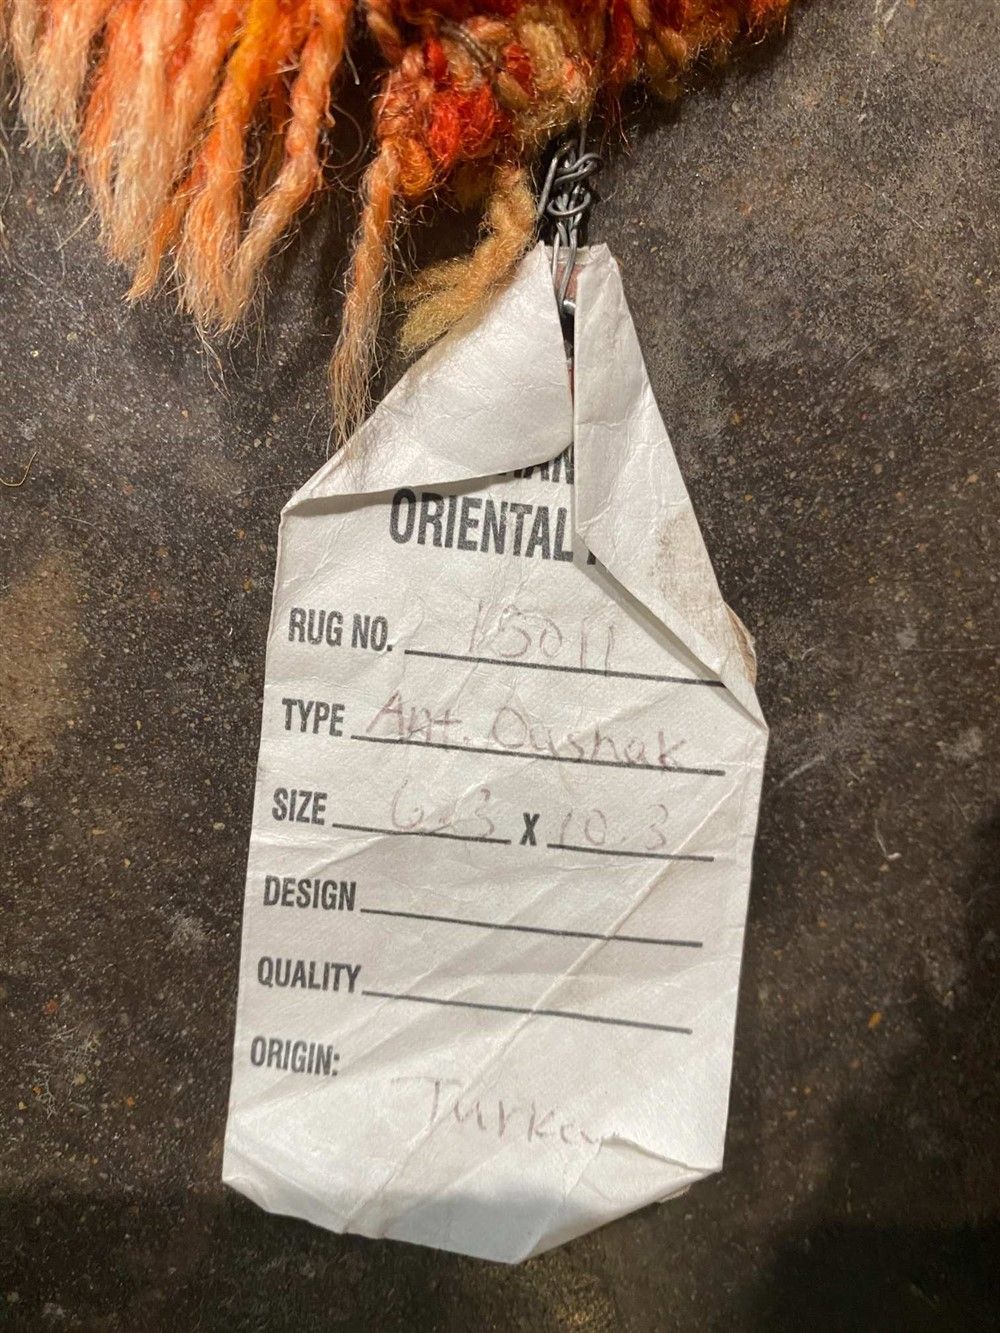 ORIENTAL
RUG NO. 15011
TYPE Ant. Oushak
SIZE 6.3 X 10.3
DESIGN
QUALITY
ORIGIN:
Turkey